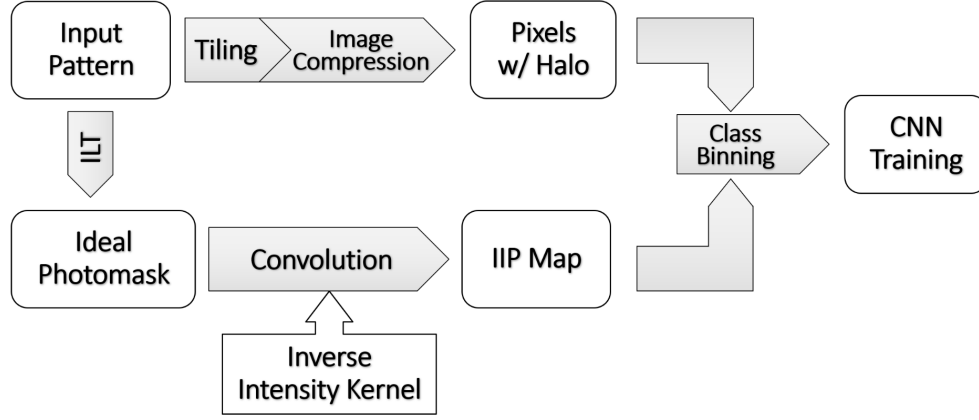 Input
Pattern
Tiling
Image
Compression
Pixels
w/ Halo
ILT
Class
Binning
CNN
Training
Ideal
Photomask
Convolution
IIP Map
Inverse
Intensity Kernel